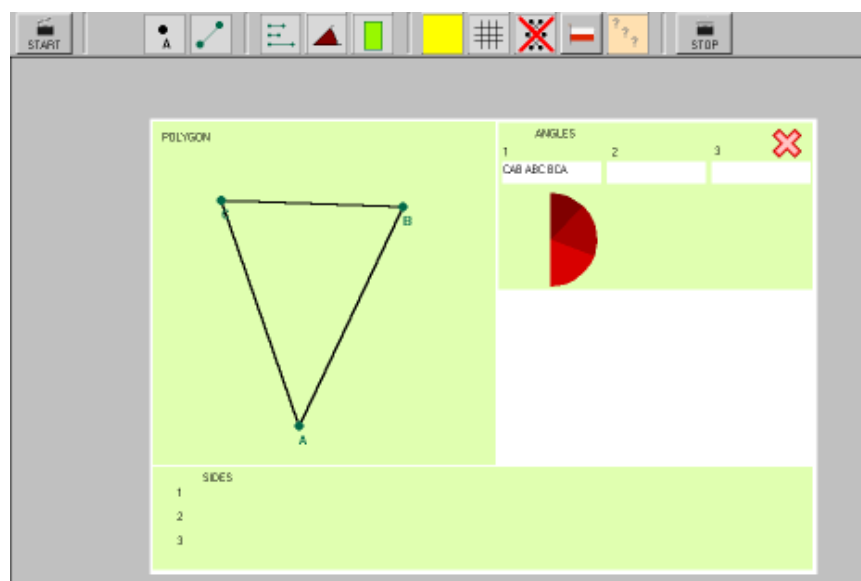 START
A
? ? ?
STOP
POLYGON
ANGLES
1 2 3
CAB ABC BCA
C
B
A
SIDES
1
2
3